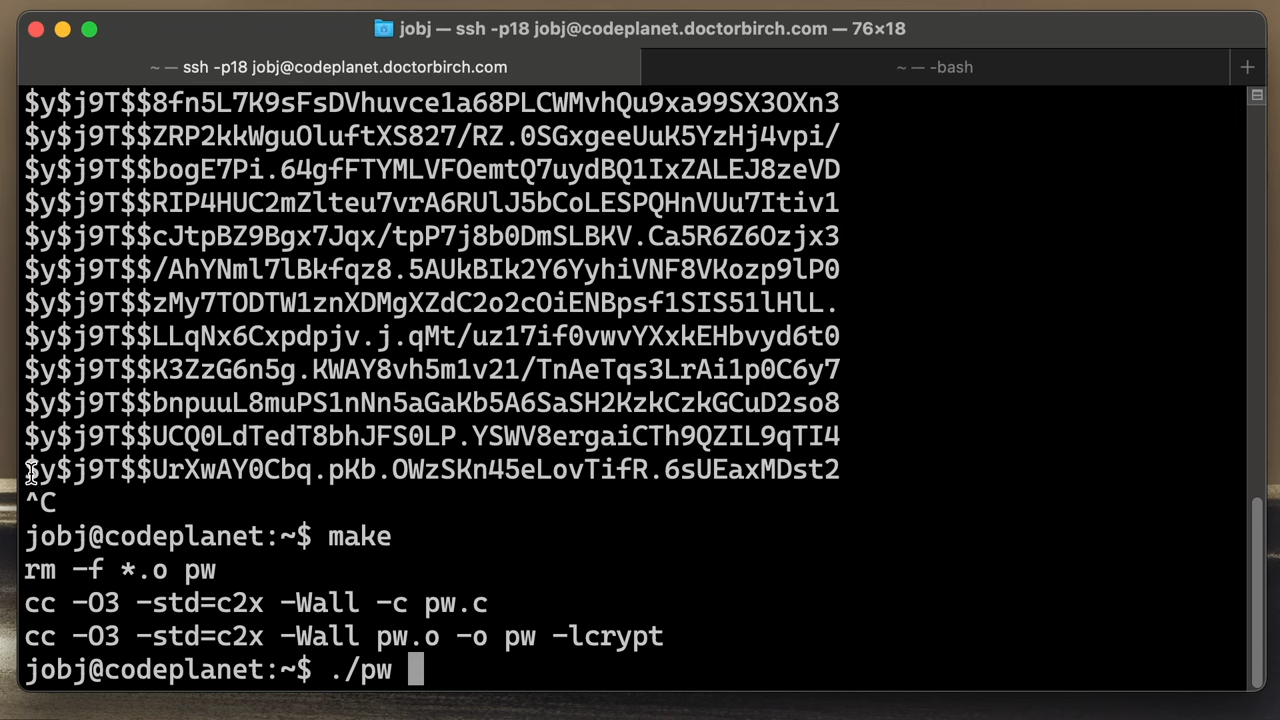 jobj — ssh -p18 jobj@codeplanet.doctorbirch.com — 76×18
~ — ssh -p18 jobj@codeplanet.doctorbirch.com
~ — -bash
$y$j9T$$8fn5L7K9sFsDVhuvce1a68PLCWMvhQu9xa99SX3OXn3
$y$j9T$$ZRP2kkWguOluftXS827/RZ.0SGxgeeUuK5YzHj4vpi/
$y$j9T$$bogE7Pi.64gfFTYMLVFOemtQ7uydBQ1IxZALEJ8zeVD
$y$j9T$$RIP4HUC2mZlteu7vrA6RUlJ5bCoLESPQHnVUu7Itiv1
$y$j9T$$cJtpBZ9Bgx7Jqx/tpP7j8b0DmSLBKV.Ca5R6Z6Ozjx3
$y$j9T$$/AhYNml7lBkfqz8.5AUkBIk2Y6YyhiVNF8VKozp9lP0
$y$j9T$$zMy7TODTW1znXDMgXZdC2o2cOiENBpsf1SIS51lHlL.
$y$j9T$$LLqNx6Cxpdpjv.j.qMt/uz17if0vwvYXxkEHbvyd6t0
$y$j9T$$K3ZzG6n5g.KWAY8vh5m1v21/TnAeTqs3LrAi1p0C6y7
$y$j9T$$bnpuuL8muPS1nNn5aGaKb5A6SaSH2KzkCzkGCuD2so8
$y$j9T$$UCQ0LdTedT8bhJFS0LP.YSWV8ergaiCTh9QZIL9qTI4
$y$j9T$$UrXwAY0Cbq.pKb.OWzSKn45eLovTifR.6sUEaxMDst2
^C
jobj@codeplanet:~$ make
rm -f *.o pw
cc -O3 -std=c2x -Wall -c pw.c
cc -O3 -std=c2x -Wall pw.o -o pw -lcrypt
jobj@codeplanet:~$ ./pw